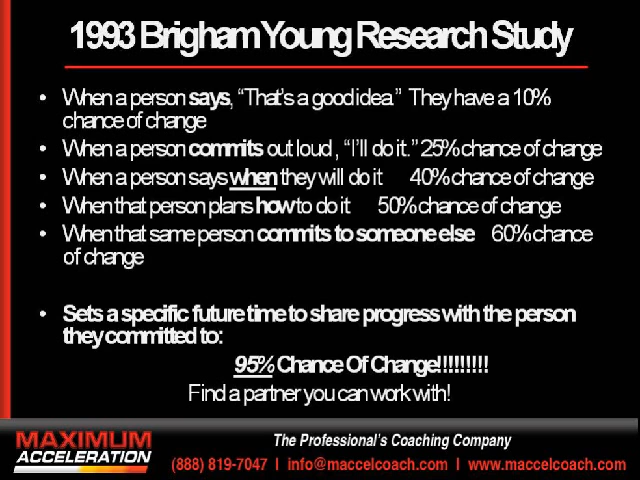 1993 Brigham Young Research Study
• When a person says, “That's a good idea.” They have a 10%
chance of change
• When a person commits out loud , “I'll do it.” 25% chance of change
• When a person says when they will do it 40% chance of change
• When that person plans how to do it 50% chance of change
• When that same person commits to someone else 60% chance
of change
• Sets a specific future time to share progress with the person
they committed to:
95% Chance Of Change!!!!!!!!!
Find a partner you can work with!
MAXIMUM
ACCELERATION
The Professional's Coaching Company
(888) 819-7047 | info@maccelcoach.com | www.maccelcoach.com